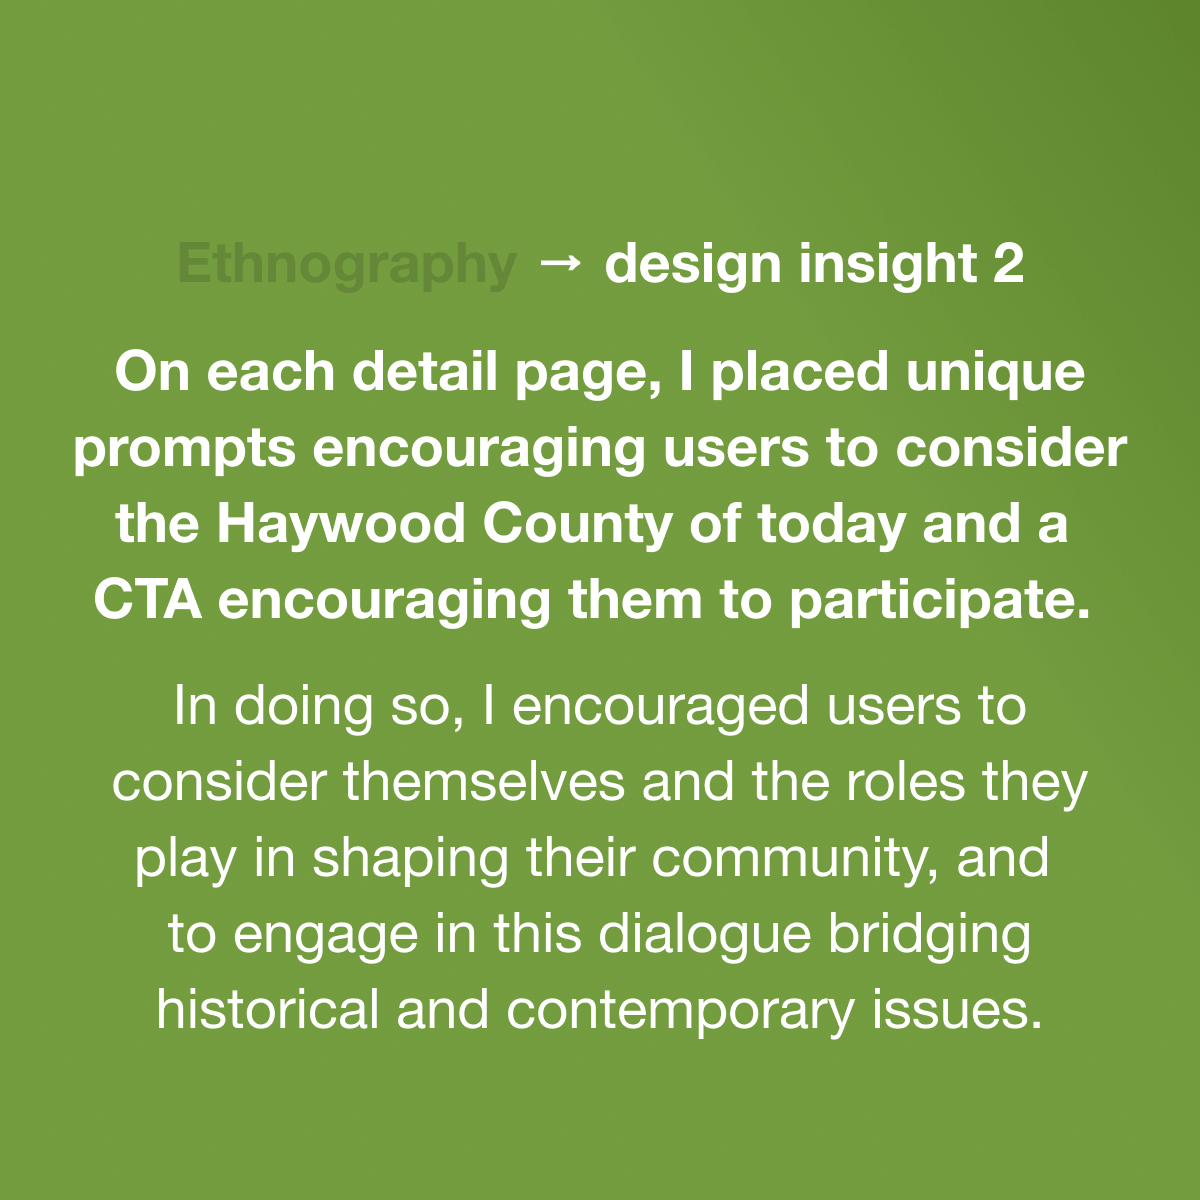 Ethnography → design insight 2
On each detail page, I placed unique
prompts encouraging users to consider
the Haywood County of today and a
CTA encouraging them to participate.
In doing so, I encouraged users to
consider themselves and the roles they
play in shaping their community, and
to engage in this dialogue bridging
historical and contemporary issues.